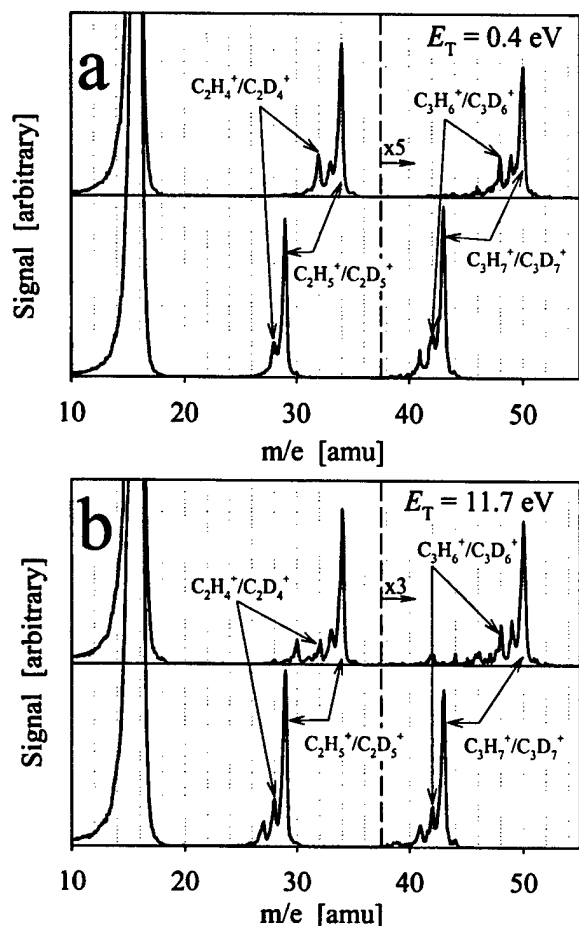 a
E_T = 0.4 eV
C₂H₄⁺/C₂D₄⁺
C₃H₆⁺/C₃D₆⁺
x5
C₂H₅⁺/C₂D₅⁺
C₃H₇⁺/C₃D₇⁺
Signal [arbitrary]
10 20 30 40 50
m/e [amu]
b
E_T = 11.7 eV
C₃H₆⁺/C₃D₆⁺
C₂H₄⁺/C₂D₄⁺
x3
C₂H₅⁺/C₂D₅⁺
C₃H₇⁺/C₃D₇⁺
Signal [arbitrary]
10 20 30 40 50
m/e [amu]